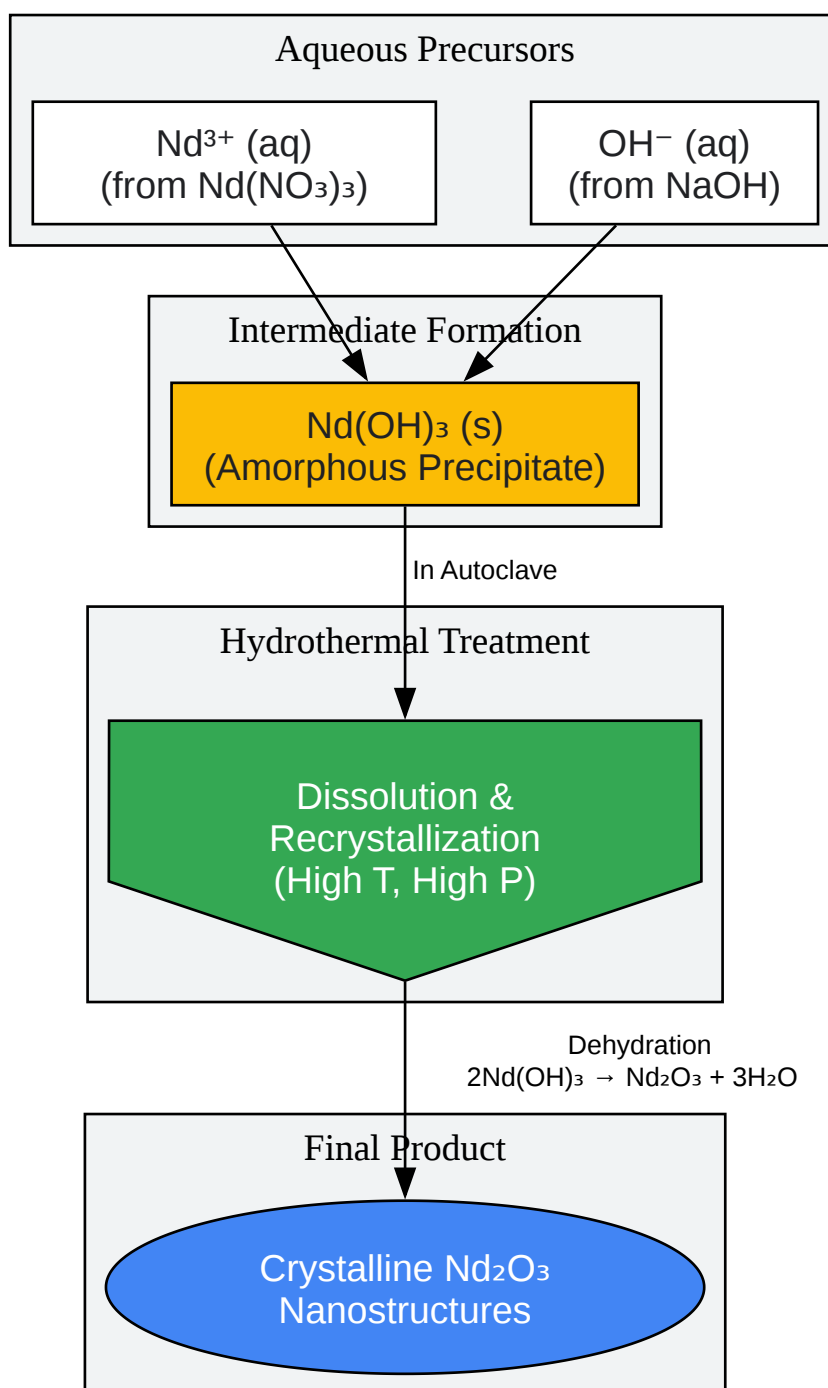 Aqueous Precursors
Nd³⁺ (aq)
(from Nd(NO₃)₃)
OH⁻ (aq)
(from NaOH)
Intermediate Formation
Nd(OH)₃ (s)
(Amorphous Precipitate)
In Autoclave
Hydrothermal Treatment
Dissolution &
Recrystallization
(High T, High P)
Dehydration
2Nd(OH)₃ → Nd₂O₃ + 3H₂O
Final Product
Crystalline Nd₂O₃
Nanostructures